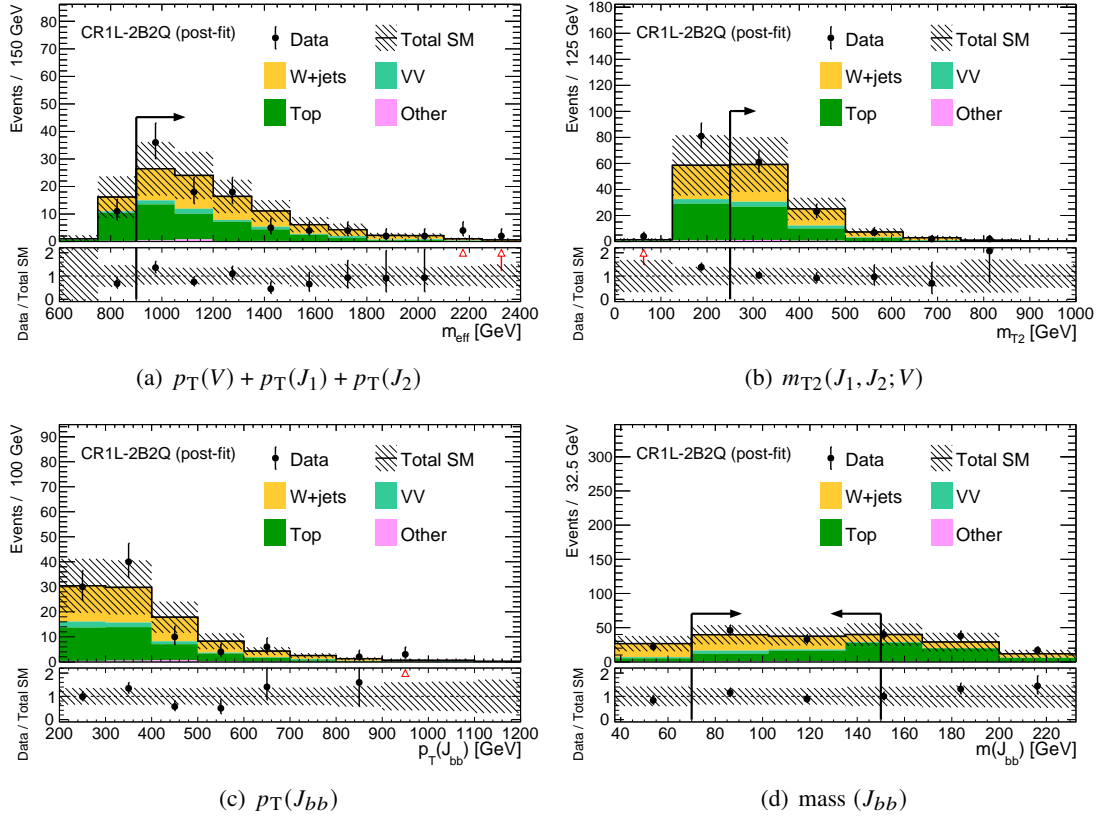 Events / 150 GeV
80
70
60
50
40
30
20
10
0
CR1L-2B2Q (post-fit)
Data
Total SM
W+jets
VV
Top
Other
Data / Total SM
2
1
0
600 800 1000 1200 1400 1600 1800 2000 2200 2400
m_eff [GeV]
(a) p_T(V) + p_T(J_1) + p_T(J_2)
Events / 125 GeV
180
160
140
120
100
80
60
40
20
0
CR1L-2B2Q (post-fit)
Data
Total SM
W+jets
VV
Top
Other
Data / Total SM
2
1
0
0 100 200 300 400 500 600 700 800 900 1000
m_T2 [GeV]
(b) m_T2(J_1, J_2; V)
Events / 100 GeV
90
80
70
60
50
40
30
20
10
0
CR1L-2B2Q (post-fit)
Data
Total SM
W+jets
VV
Top
Other
Data / Total SM
2
1
0
200 300 400 500 600 700 800 900 1000 1100 1200
p_T(J_bb) [GeV]
(c) p_T(J_bb)
Events / 32.5 GeV
300
250
200
150
100
50
0
CR1L-2B2Q (post-fit)
Data
Total SM
W+jets
VV
Top
Other
Data / Total SM
2
1
0
40 60 80 100 120 140 160 180 200 220
m(J_bb) [GeV]
(d) mass (J_bb)